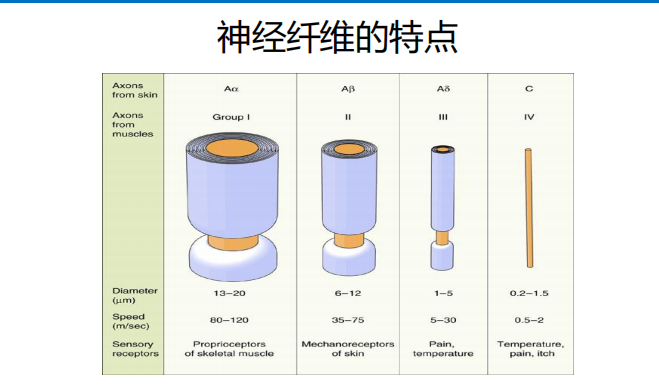 神经纤维的特点
Axons from skin Aα Aβ Aδ C
Axons from muscles Group I II III IV
Diameter (μm) 13–20 6–12 1–5 0.2–1.5
Speed (m/sec) 80–120 35–75 5–30 0.5–2
Sensory receptors Proprioceptors of skeletal muscle Mechanoreceptors of skin Pain, temperature Temperature, pain, itch